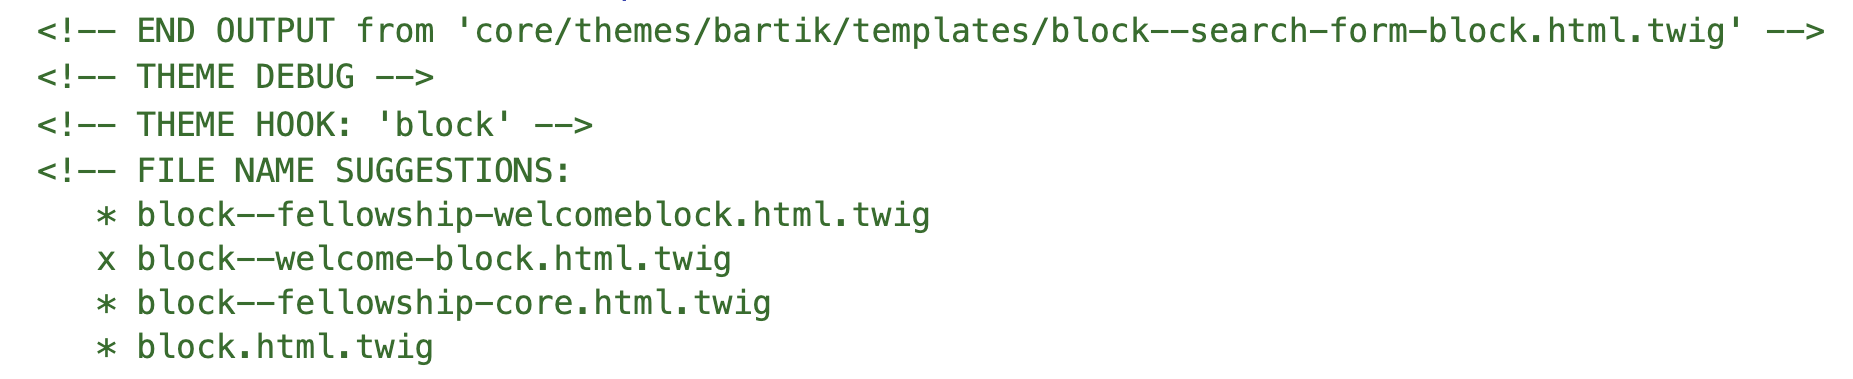 <!-- END OUTPUT from 'core/themes/bartik/templates/block--search-form-block.html.twig' -->
<!-- THEME DEBUG -->
<!-- THEME HOOK: 'block' -->
<!-- FILE NAME SUGGESTIONS:
   * block--fellowship-welcomeblock.html.twig
   x block--welcome-block.html.twig
   * block--fellowship-core.html.twig
   * block.html.twig